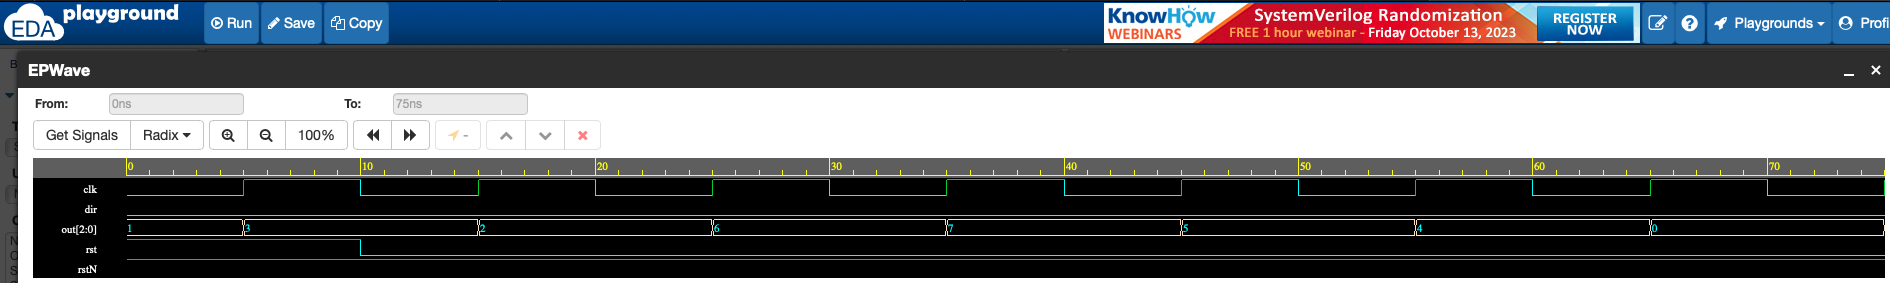 EDA playground
Run Save Copy
KnowHow WEBINARS
SystemVerilog Randomization
FREE 1 hour webinar - Friday October 13, 2023
REGISTER NOW
Playgrounds
Profi
EPWave
From: 0ns To: 75ns
Get Signals Radix 100% -
0 10 20 30 40 50 60 70
clk
dir
out[2:0] 1 3 2 6 7 5 4 0
rst
rstN